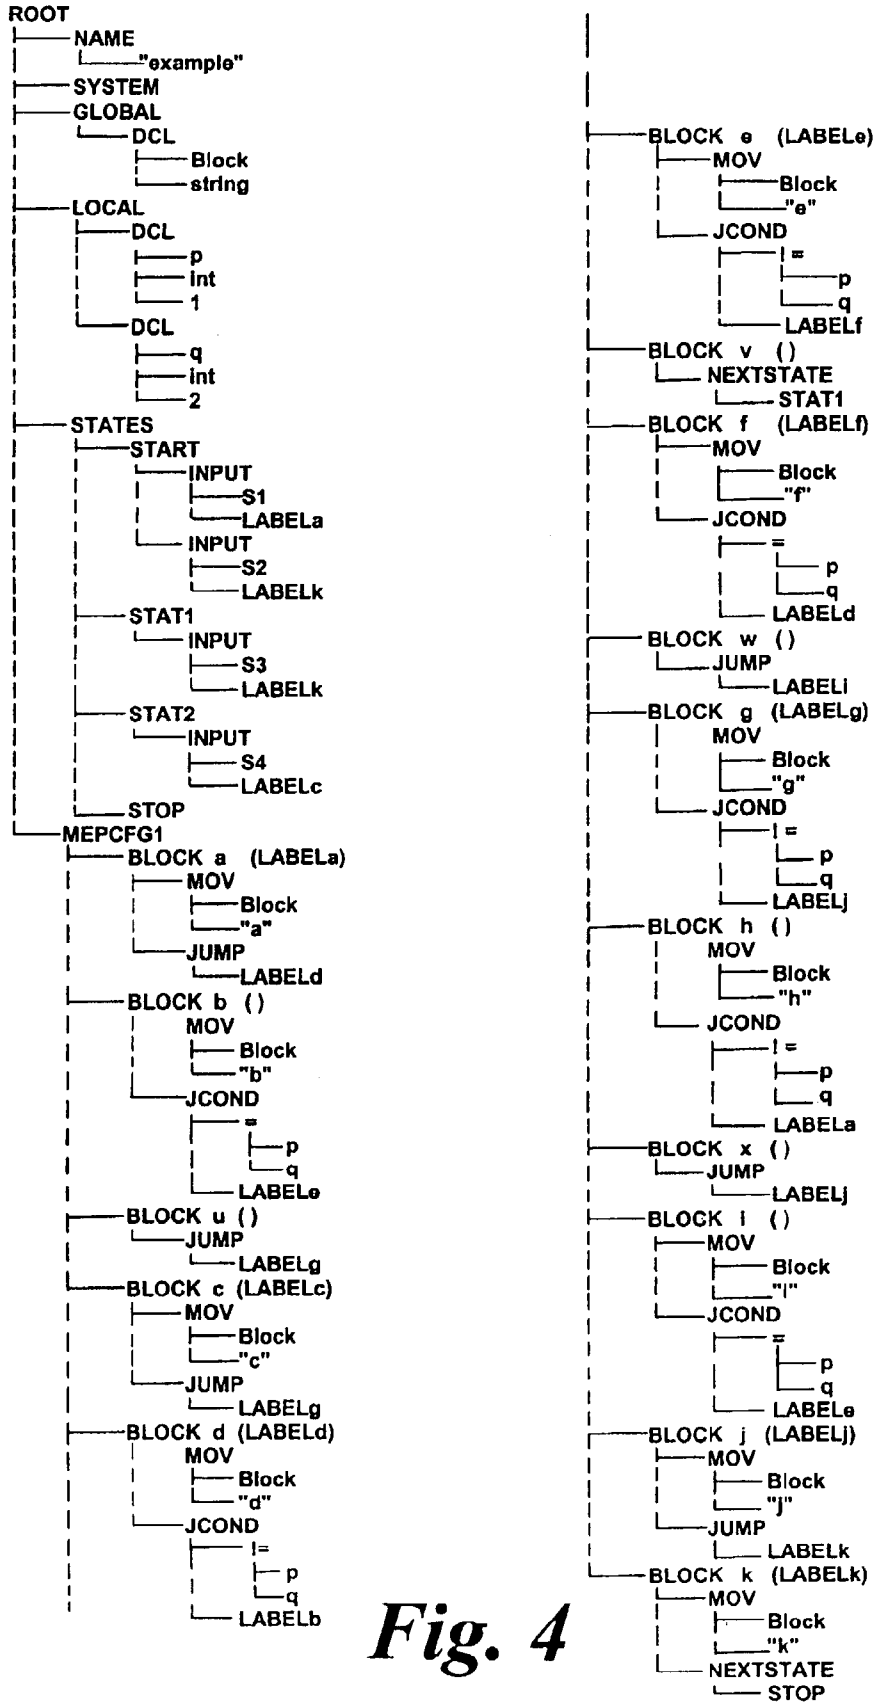 ROOT
NAME
"example"
SYSTEM
GLOBAL
DCL
Block
string
LOCAL
DCL
p
int
1
DCL
q
int
2
STATES
START
INPUT
S1
LABELa
INPUT
S2
LABELk
STAT1
INPUT
S3
LABELk
STAT2
INPUT
S4
LABELc
STOP
MEPCFG1
BLOCK a (LABELa)
MOV
Block
"a"
JUMP
LABELd
BLOCK b ()
MOV
Block
"b"
JCOND
=
p
q
LABELe
BLOCK u ()
JUMP
LABELg
BLOCK c (LABELc)
MOV
Block
"c"
JUMP
LABELg
BLOCK d (LABELd)
MOV
Block
"d"
JCOND
!=
p
q
LABELb
BLOCK e (LABELe)
MOV
Block
"e"
JCOND
!=
p
q
LABELf
BLOCK v ()
NEXTSTATE
STAT1
BLOCK f (LABELf)
MOV
Block
"f"
JCOND
=
p
q
LABELd
BLOCK w ()
JUMP
LABELi
BLOCK g (LABELg)
MOV
Block
"g"
JCOND
!=
p
q
LABELj
BLOCK h ()
MOV
Block
"h"
JCOND
!=
p
q
LABELa
BLOCK x ()
JUMP
LABELj
BLOCK i ()
MOV
Block
"i"
JCOND
=
p
q
LABELe
BLOCK j (LABELj)
MOV
Block
"j"
JUMP
LABELk
BLOCK k (LABELk)
MOV
Block
"k"
NEXTSTATE
STOP
Fig. 4